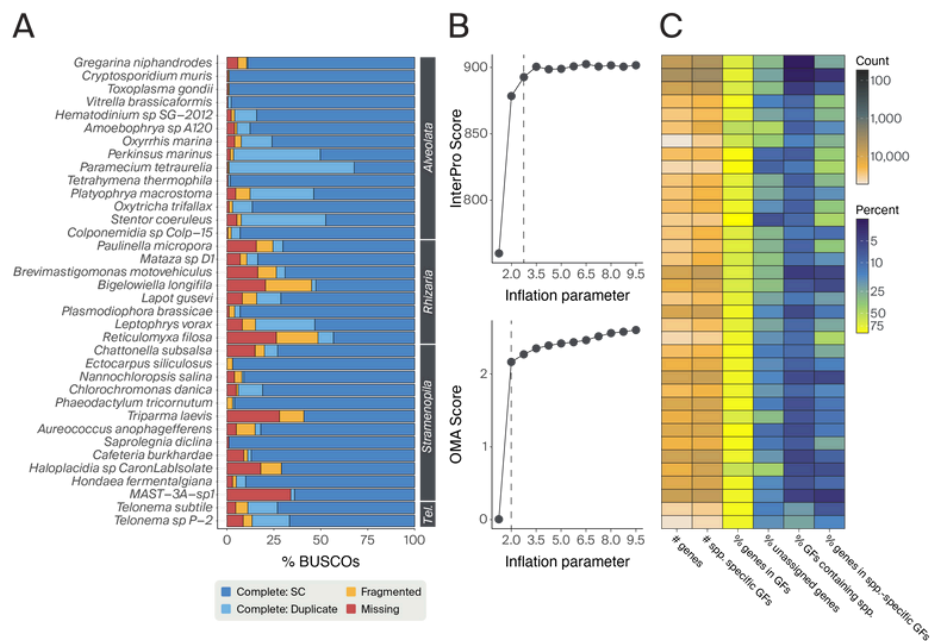 A
B
C
Gregarina niphandrodes
Cryptosporidium muris
Toxoplasma gondii
Vitrella brassicaformis
Hematodinium sp SG−2012
Amoebophrya sp A120
Oxyrrhis marina
Perkinsus marinus
Paramecium tetraurelia
Tetrahymena thermophila
Platyophrya macrostoma
Oxytricha trifallax
Stentor coeruleus
Colponemidia sp Colp−15
Paulinella micropora
Mataza sp D1
Brevimastigomonas motovehiculus
Bigelowiella longifila
Lapot gusevi
Plasmodiophora brassicae
Leptophrys vorax
Reticulomyxa filosa
Chattonella subsalsa
Ectocarpus siliculosus
Nannochloropsis salina
Chlorochromonas danica
Phaeodactylum tricornutum
Triparma laevis
Aureococcus anophagefferens
Saprolegnia diclina
Cafeteria burkhardae
Haloplacidia sp CaronLabIsolate
Hondaea fermentalgiana
MAST−3A−sp1
Telonema subtile
Telonema sp P−2
Alveolata
Rhizaria
Stramenopila
Tel.
0 25 50 75 100
% BUSCOs
Complete: SC
Complete: Duplicate
Fragmented
Missing
InterPro Score
900
850
800
2.0 3.5 5.0 6.5 8.0 9.5
Inflation parameter
OMA Score
2
1
0
2.0 3.5 5.0 6.5 8.0 9.5
Inflation parameter
# genes
# spp. specific GFs
% genes in GFs
% unassigned genes
% GFs containing spp.
% genes in spp.-specific GFs
Count
100
1,000
10,000
Percent
5
10
25
50
75